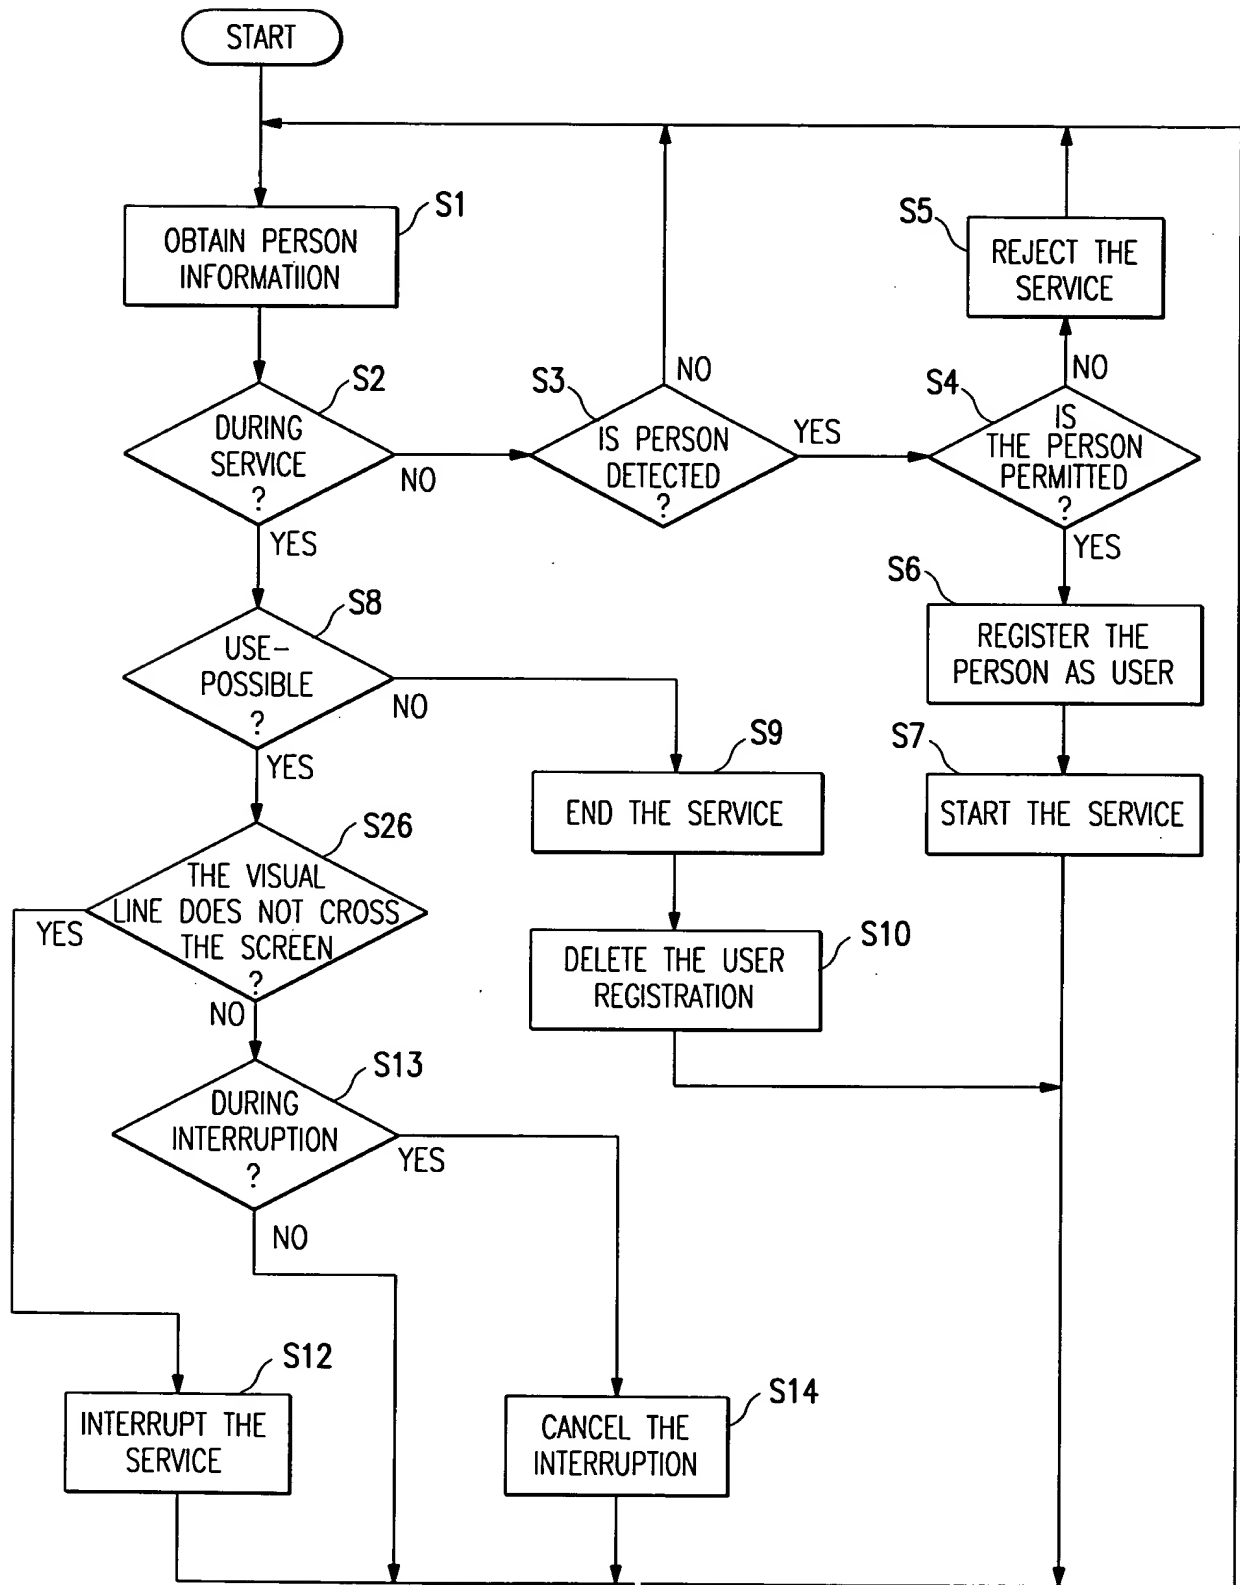 START
S1
OBTAIN PERSON
INFORMATIION
S5
REJECT THE
SERVICE
S2
DURING
SERVICE
?
NO
YES
S3
IS PERSON
DETECTED
?
NO
YES
S4
IS
THE PERSON
PERMITTED
?
NO
YES
S6
REGISTER THE
PERSON AS USER
S7
START THE SERVICE
S8
USE-
POSSIBLE
?
NO
YES
S9
END THE SERVICE
S10
DELETE THE USER
REGISTRATION
S26
THE VISUAL
LINE DOES NOT CROSS
THE SCREEN
?
YES
NO
S13
DURING
INTERRUPTION
?
YES
NO
S12
INTERRUPT THE
SERVICE
S14
CANCEL THE
INTERRUPTION